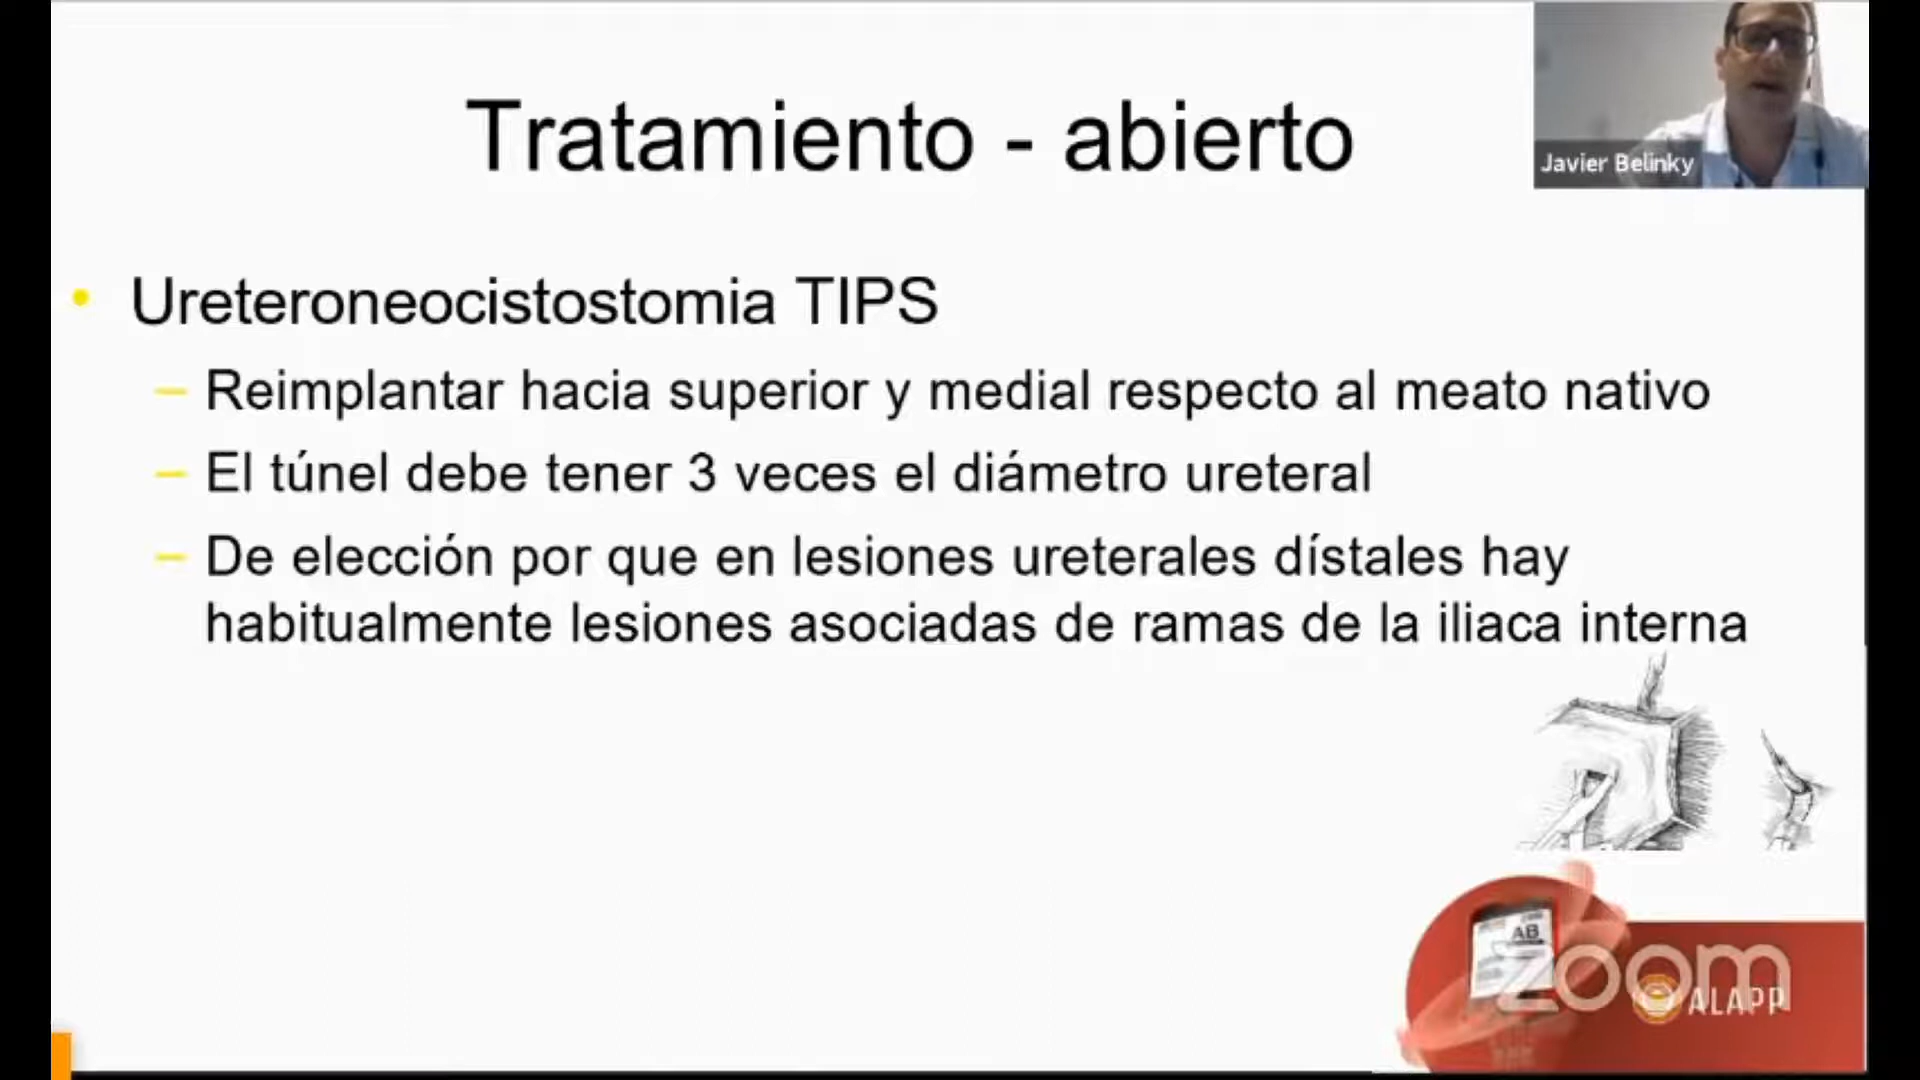 Tratamiento - abierto
Javier Belinky
• Ureteroneocistostomia TIPS
– Reimplantar hacia superior y medial respecto al meato nativo
– El túnel debe tener 3 veces el diámetro ureteral
– De elección por que en lesiones ureterales dístales hay
habitualmente lesiones asociadas de ramas de la iliaca interna
AB
zoom
ALAPP